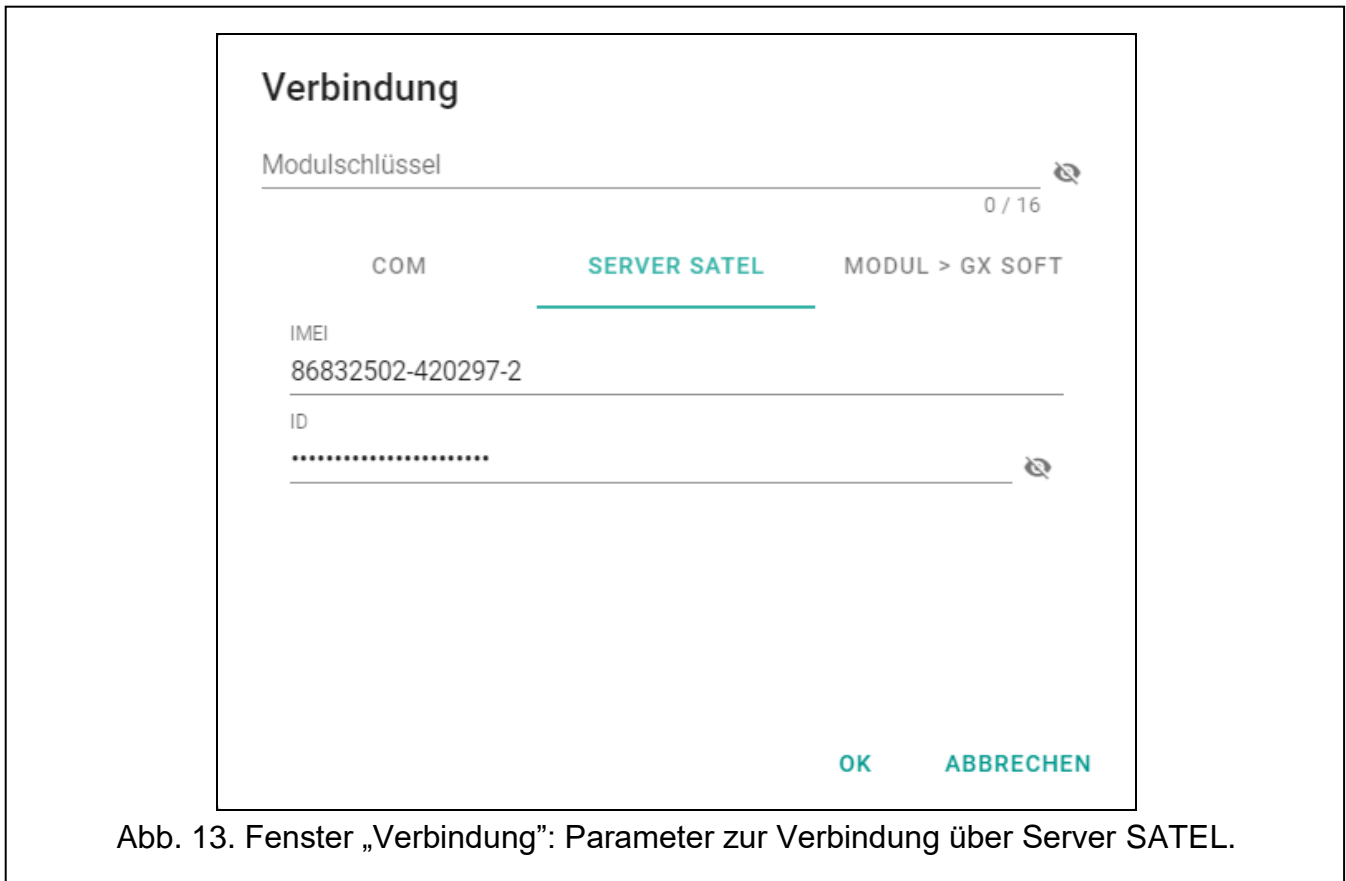 Verbindung
Modulschlüssel
0 / 16
COM SERVER SATEL MODUL > GX SOFT
IMEI
86832502-420297-2
ID
•••••••••••••••••••••••
OK ABBRECHEN
Abb. 13. Fenster „Verbindung”: Parameter zur Verbindung über Server SATEL.